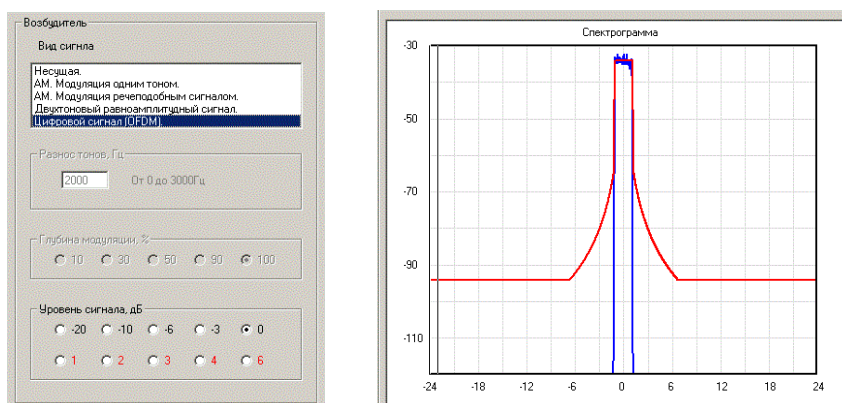 Возбудитель
Вид сигнла
Несущая.
АМ. Модуляция одним тоном.
АМ. Модуляция речеподобным сигналом.
Двухтоновый равноамплитудный сигнал.
Цифровой сигнал (OFDM).
Разнос тонов, Гц
2000 От 0 до 3000Гц
Глубина модуляции, %
10 30 50 90 100
Уровень сигнала, дБ
-20 -10 -6 -3 0
1 2 3 4 6
Спектрограмма
-30
-50
-70
-90
-110
-24 -18 -12 -6 0 6 12 18 24